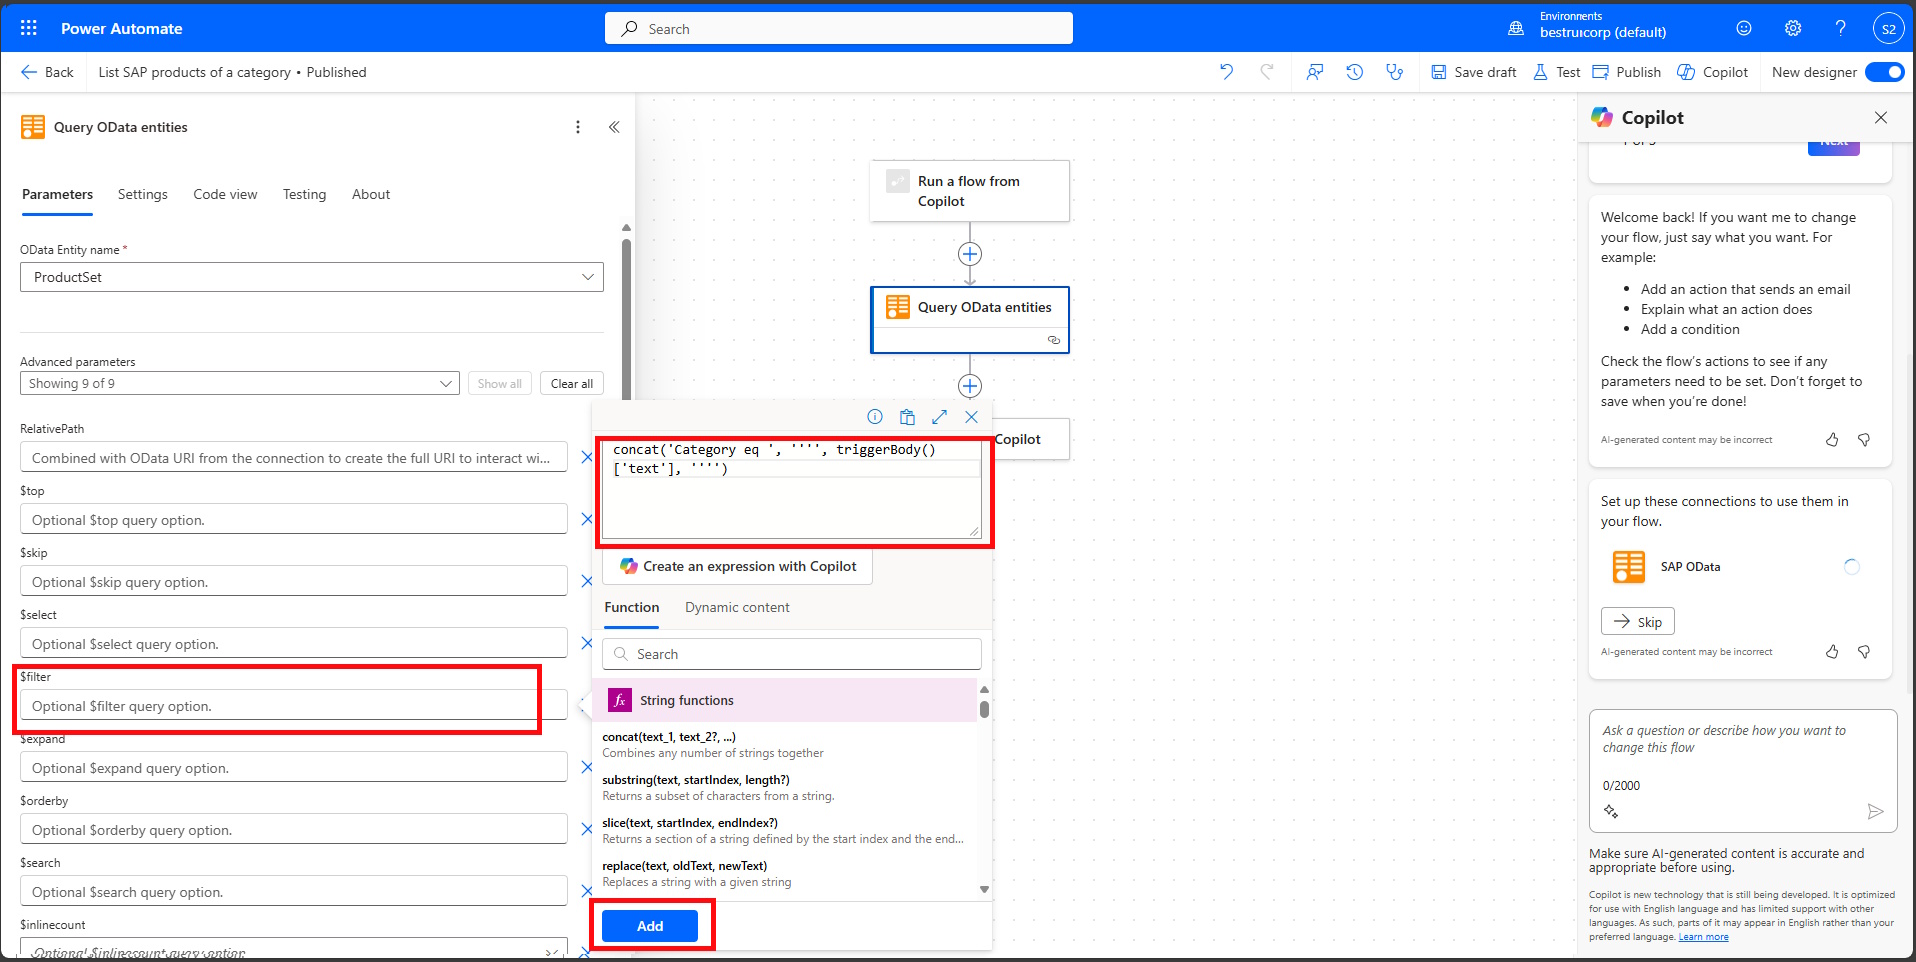 Power Automate
Search
Environments
bestruicorp (default)
S2
Back
List SAP products of a category • Published
Save draft
Test
Publish
Copilot
New designer
Query OData entities
Parameters
Settings
Code view
Testing
About
OData Entity name *
ProductSet
Advanced parameters
Showing 9 of 9
Show all
Clear all
RelativePath
Combined with OData URI from the connection to create the full URI to interact wi...
$top
Optional $top query option.
$skip
Optional $skip query option.
$select
Optional $select query option.
$filter
Optional $filter query option.
$expand
Optional $expand query option.
$orderby
Optional $orderby query option.
$search
Optional $search query option.
$inlinecount
Optional $inlinecount query option
Run a flow from
Copilot
Query OData entities
Copilot
concat('Category eq ', '''', triggerBody()
['text'], '''')
Create an expression with Copilot
Function
Dynamic content
Search
fx
String functions
concat(text_1, text_2?, ...)
Combines any number of strings together
substring(text, startIndex, length?)
Returns a subset of characters from a string.
slice(text, startIndex, endIndex?)
Returns a section of a string defined by the start index and the end...
replace(text, oldText, newText)
Replaces a string with a given string
Add
Copilot
Next
Welcome back! If you want me to change
your flow, just say what you want. For
example:
• Add an action that sends an email
• Explain what an action does
• Add a condition
Check the flow's actions to see if any
parameters need to be set. Don't forget to
save when you're done!
AI-generated content may be incorrect
Set up these connections to use them in
your flow.
SAP OData
Skip
AI-generated content may be incorrect
Ask a question or describe how you want to
change this flow
0/2000
Make sure AI-generated content is accurate and
appropriate before using.
Copilot is new technology that is still being developed. It is optimized
for use with English language and has limited support with other
languages. As such, parts of it may appear in English rather than your
preferred language. Learn more